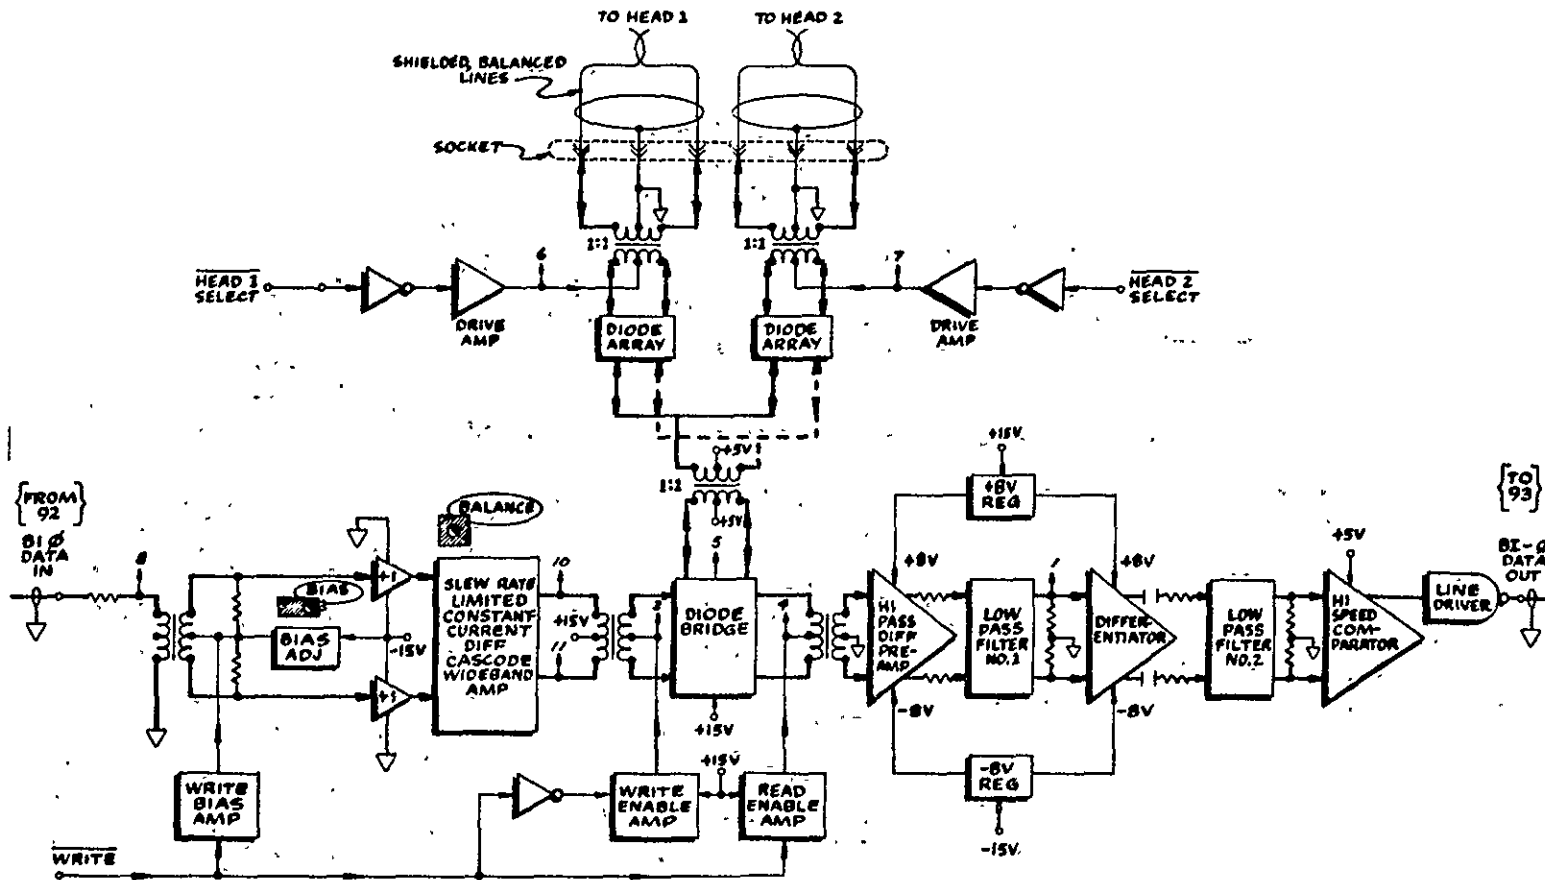 TO HEAD 1
TO HEAD 2
SHIELDED, BALANCED
LINES
SOCKET
1:1
1:1
6
7
HEAD 1
SELECT
HEAD 2
SELECT
DRIVE
AMP
DIODE
ARRAY
DIODE
ARRAY
DRIVE
AMP
+5V
1:1
+5V
5
+15V
+8V
REG
{FROM}
92
BI Ø
DATA
IN
8
BALANCE
BIAS
+1
BIAS
ADJ
-15V
+1
SLEW RATE
LIMITED
CONSTANT
CURRENT
DIFF
CASCODE
WIDEBAND
AMP
10
+15V
11
3
DIODE
BRIDGE
4
+15V
+8V
HI
PASS
DIFF
PRE-
AMP
-8V
LOW
PASS
FILTER
NO.1
1
+8V
DIFFER-
ENTIATOR
-8V
LOW
PASS
FILTER
NO.2
+5V
HI
SPEED
COM-
PARATOR
LINE
DRIVER
{TO}
93
BI-Ø
DATA
OUT
WRITE
BIAS
AMP
WRITE
ENABLE
AMP
+15V
READ
ENABLE
AMP
-8V
REG
-15V
WRITE